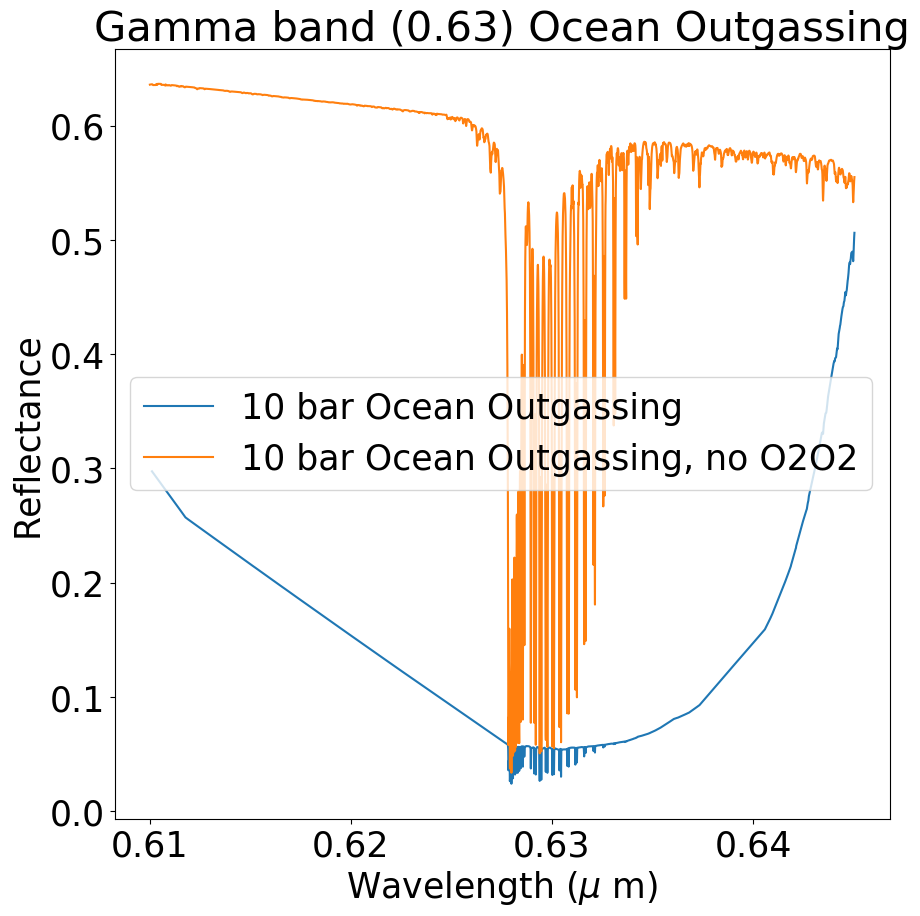 Gamma band (0.63) Ocean Outgassing
0.6
0.5
0.4
0.3
0.2
0.1
0.0
Reflectance
10 bar Ocean Outgassing
10 bar Ocean Outgassing, no O2O2
0.61 0.62 0.63 0.64
Wavelength (μ m)